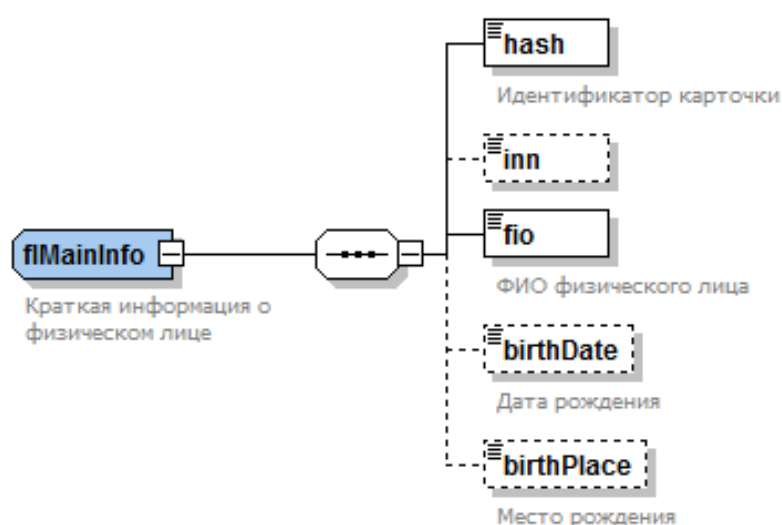 hash
Идентификатор карточки
inn
flMainInfo
Краткая информация о
физическом лице
fio
ФИО физического лица
birthDate
Дата рождения
birthPlace
Место рождения